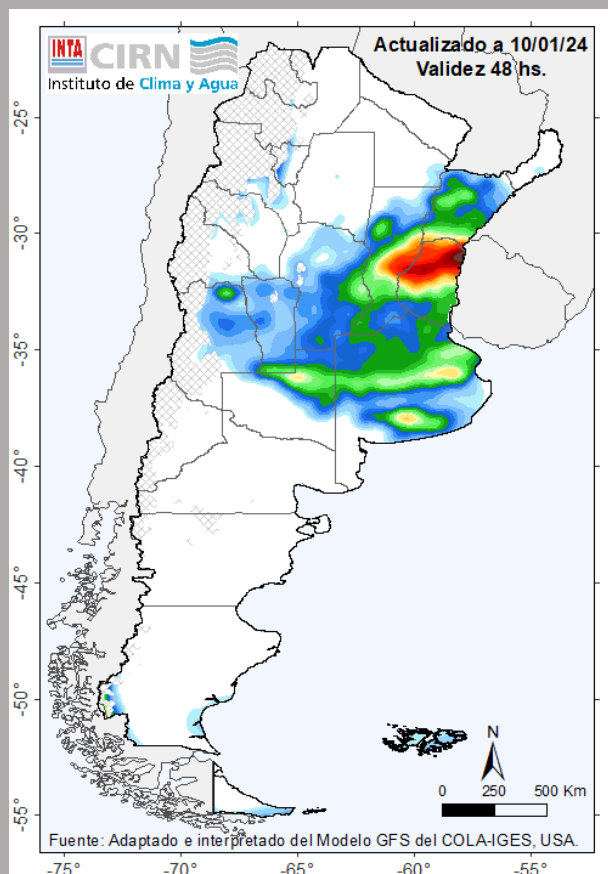 INTA CIRN
Instituto de Clima y Agua
Actualizado a 10/01/24
Validez 48 hs.
-25°
-30°
-35°
-40°
-45°
-50°
-55°
N
0 250 500 Km
Fuente: Adaptado e interpretado del Modelo GFS del COLA-IGES, USA.
-75° -70° -65° -60° -55°